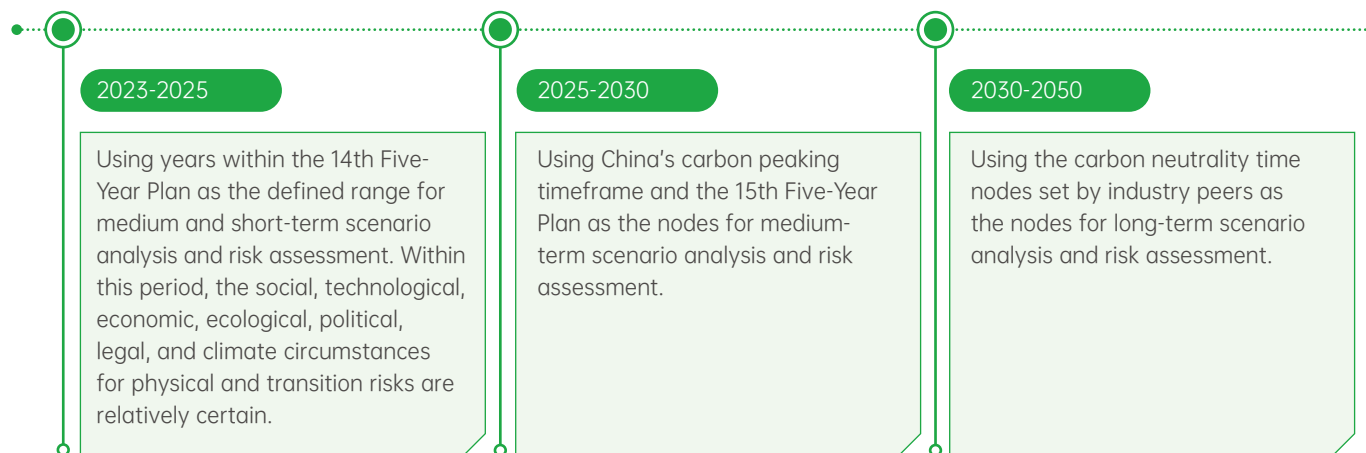 2023-2025
Using years within the 14th Five-
Year Plan as the defined range for
medium and short-term scenario
analysis and risk assessment. Within
this period, the social, technological,
economic, ecological, political,
legal, and climate circumstances
for physical and transition risks are
relatively certain.
2025-2030
Using China's carbon peaking
timeframe and the 15th Five-Year
Plan as the nodes for medium-
term scenario analysis and risk
assessment.
2030-2050
Using the carbon neutrality time
nodes set by industry peers as
the nodes for long-term scenario
analysis and risk assessment.